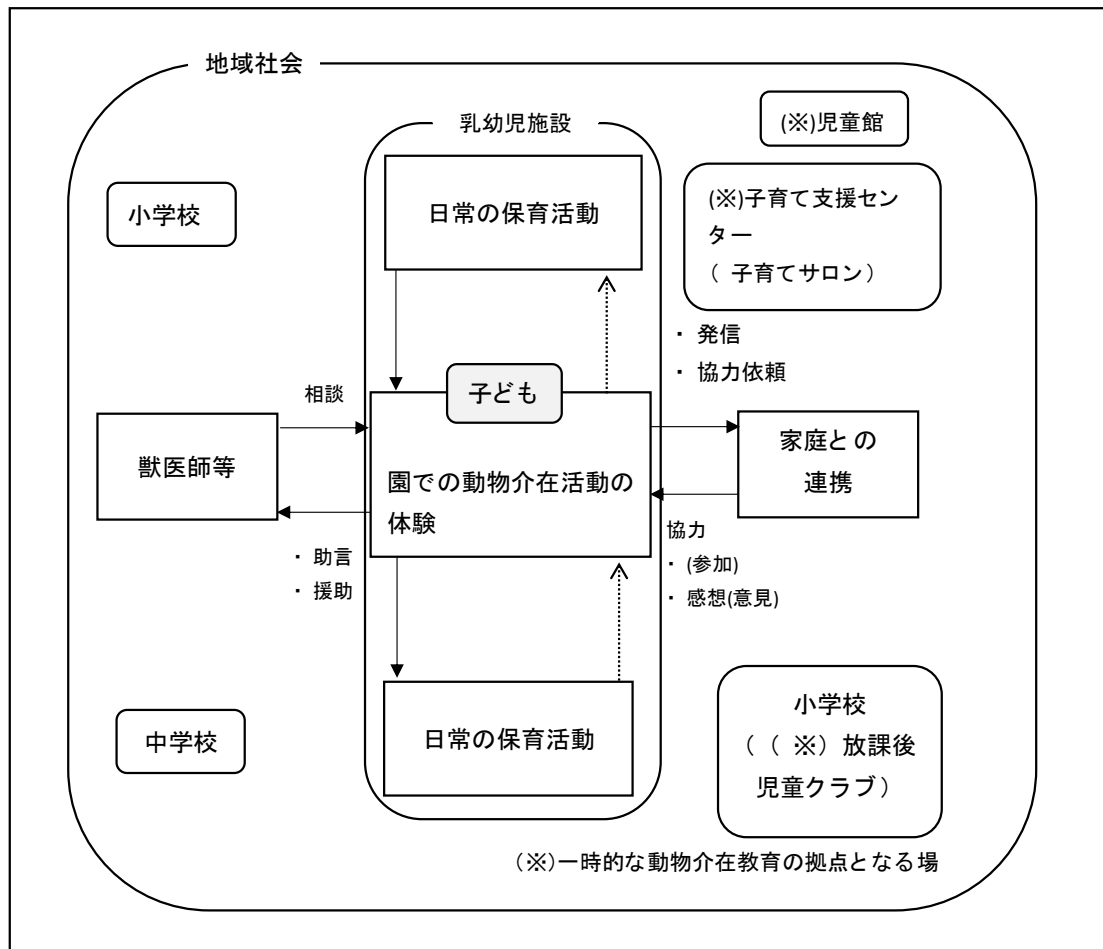 地域社会
乳幼児施設
(※)児童館
小学校
日常の保育活動
(※)子育て支援セン
ター
（ 子育てサロン）
・ 発信
・ 協力依頼
相談
子ども
獣医師等
園での動物介在活動の
体験
家庭との
連携
・ 助言
・ 援助
協力
・ (参加)
・ 感想(意見)
中学校
日常の保育活動
小学校
（（ ※）放課後
児童クラブ）
（※）一時的な動物介在教育の拠点となる場